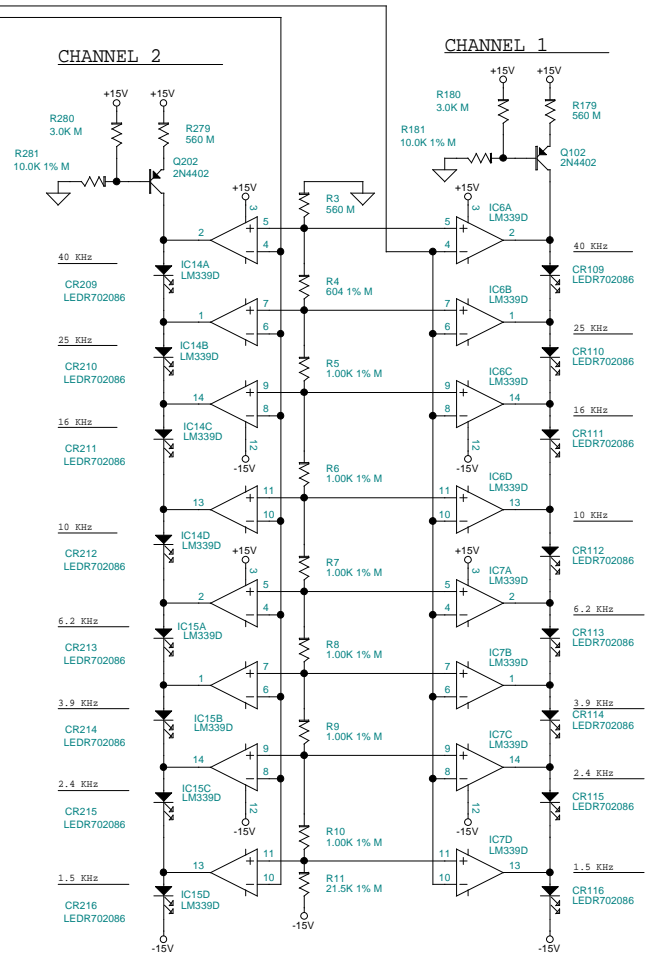 CHANNEL 2
+15V
+15V
R280
3.0K M
R279
560 M
R281
10.0K 1% M
Q202
2N4402
+15V
3
2
5
4
IC14A
LM339D
40 KHz
CR209
LEDR702086
1
7
6
IC14B
LM339D
25 KHz
CR210
LEDR702086
14
9
8
12
-15V
IC14C
LM339D
16 KHz
CR211
LEDR702086
13
11
10
IC14D
LM339D
10 KHz
CR212
LEDR702086
+15V
3
2
5
4
IC15A
LM339D
6.2 KHz
CR213
LEDR702086
1
7
6
IC15B
LM339D
3.9 KHz
CR214
LEDR702086
14
9
8
12
-15V
IC15C
LM339D
2.4 KHz
CR215
LEDR702086
13
11
10
IC15D
LM339D
1.5 KHz
CR216
LEDR702086
-15V
R3
560 M
R4
604 1% M
R5
1.00K 1% M
R6
1.00K 1% M
R7
1.00K 1% M
R8
1.00K 1% M
R9
1.00K 1% M
R10
1.00K 1% M
R11
21.5K 1% M
-15V
CHANNEL 1
+15V
+15V
R180
3.0K M
R179
560 M
R181
10.0K 1% M
Q102
2N4402
+15V
3
IC6A
LM339D
5
4
2
40 KHz
CR109
LEDR702086
IC6B
LM339D
7
6
1
25 KHz
CR110
LEDR702086
IC6C
LM339D
9
8
14
12
-15V
16 KHz
CR111
LEDR702086
IC6D
LM339D
11
10
13
10 KHz
CR112
LEDR702086
+15V
3
IC7A
LM339D
5
4
2
6.2 KHz
CR113
LEDR702086
IC7B
LM339D
7
6
1
3.9 KHz
CR114
LEDR702086
IC7C
LM339D
9
8
14
12
-15V
2.4 KHz
CR115
LEDR702086
IC7D
LM339D
11
10
13
1.5 KHz
CR116
LEDR702086
-15V